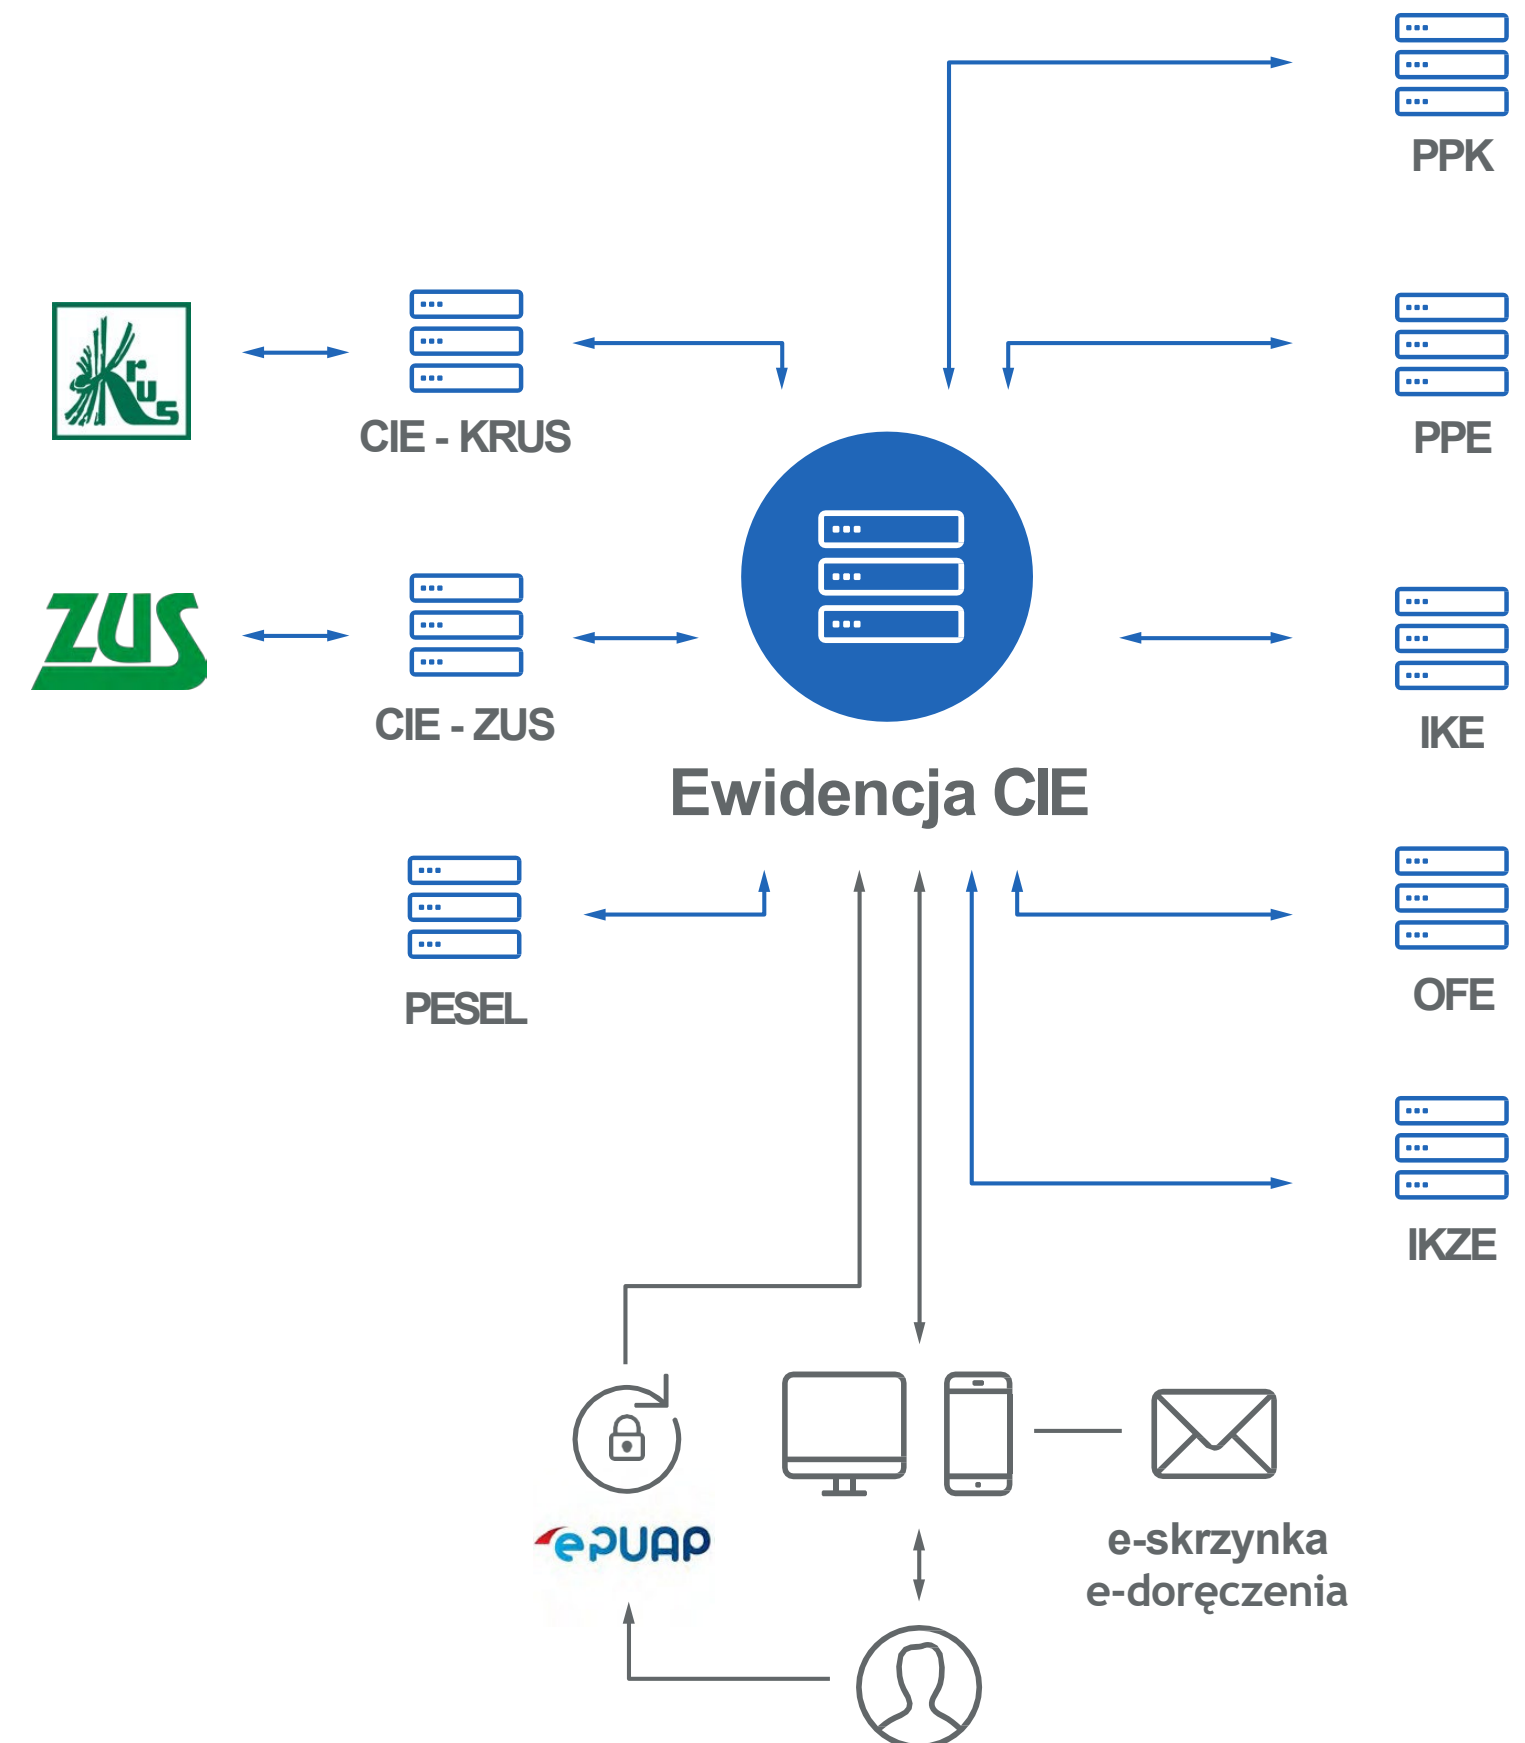 PPK
Krus
CIE - KRUS
PPE
ZUS
CIE - ZUS
IKE
Ewidencja CIE
PESEL
OFE
IKZE
epuap
e-skrzynka
e-doręczenia